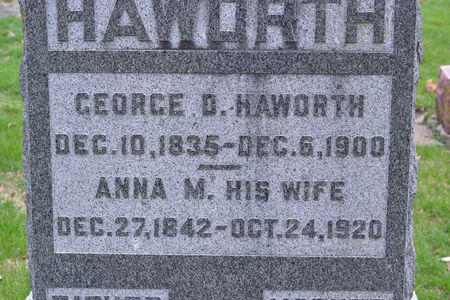 HAWORTH
GEORGE D. HAWORTH
DEC. 10, 1835–DEC. 6, 1900
ANNA M. HIS WIFE
DEC. 27, 1842–OCT. 24, 1920